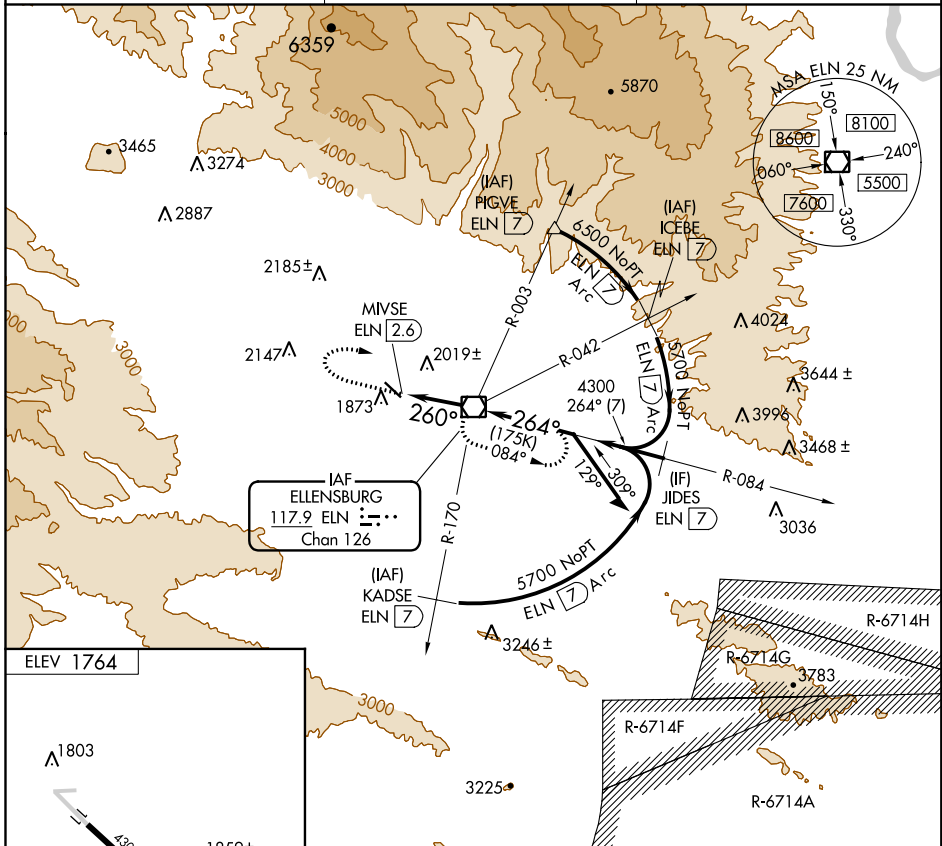 6359
5870
MSA ELN 25 NM
150°
8100
8600
240°
060°
5500
7600
330°
3465
3274
5000
4000
3000
2887
(IAF)
PIGVE
ELN 7
(IAF)
ICEBE
ELN 7
6500 NoPT
ELN 7
Arc
2185 ±
R-003
MIVSE
ELN 2.6
4024
3000
2147
2019 ±
R-042
5700 NoPT
ELN 7 Arc
3644 ±
1873
4300
264° (7)
3996
260°
264°
(175K)
084°
3468 ±
129°
309°
R-084
(IF)
JIDES
ELN 7
3036
IAF
ELLENSBURG
117.9 ELN
Chan 126
R-170
5700 NoPT
ELN 7 Arc
(IAF)
KADSE
ELN 7
3246 ±
R-6714H
R-6714G
3783
ELEV 1764
3000
R-6714F
1803
3225
R-6714A